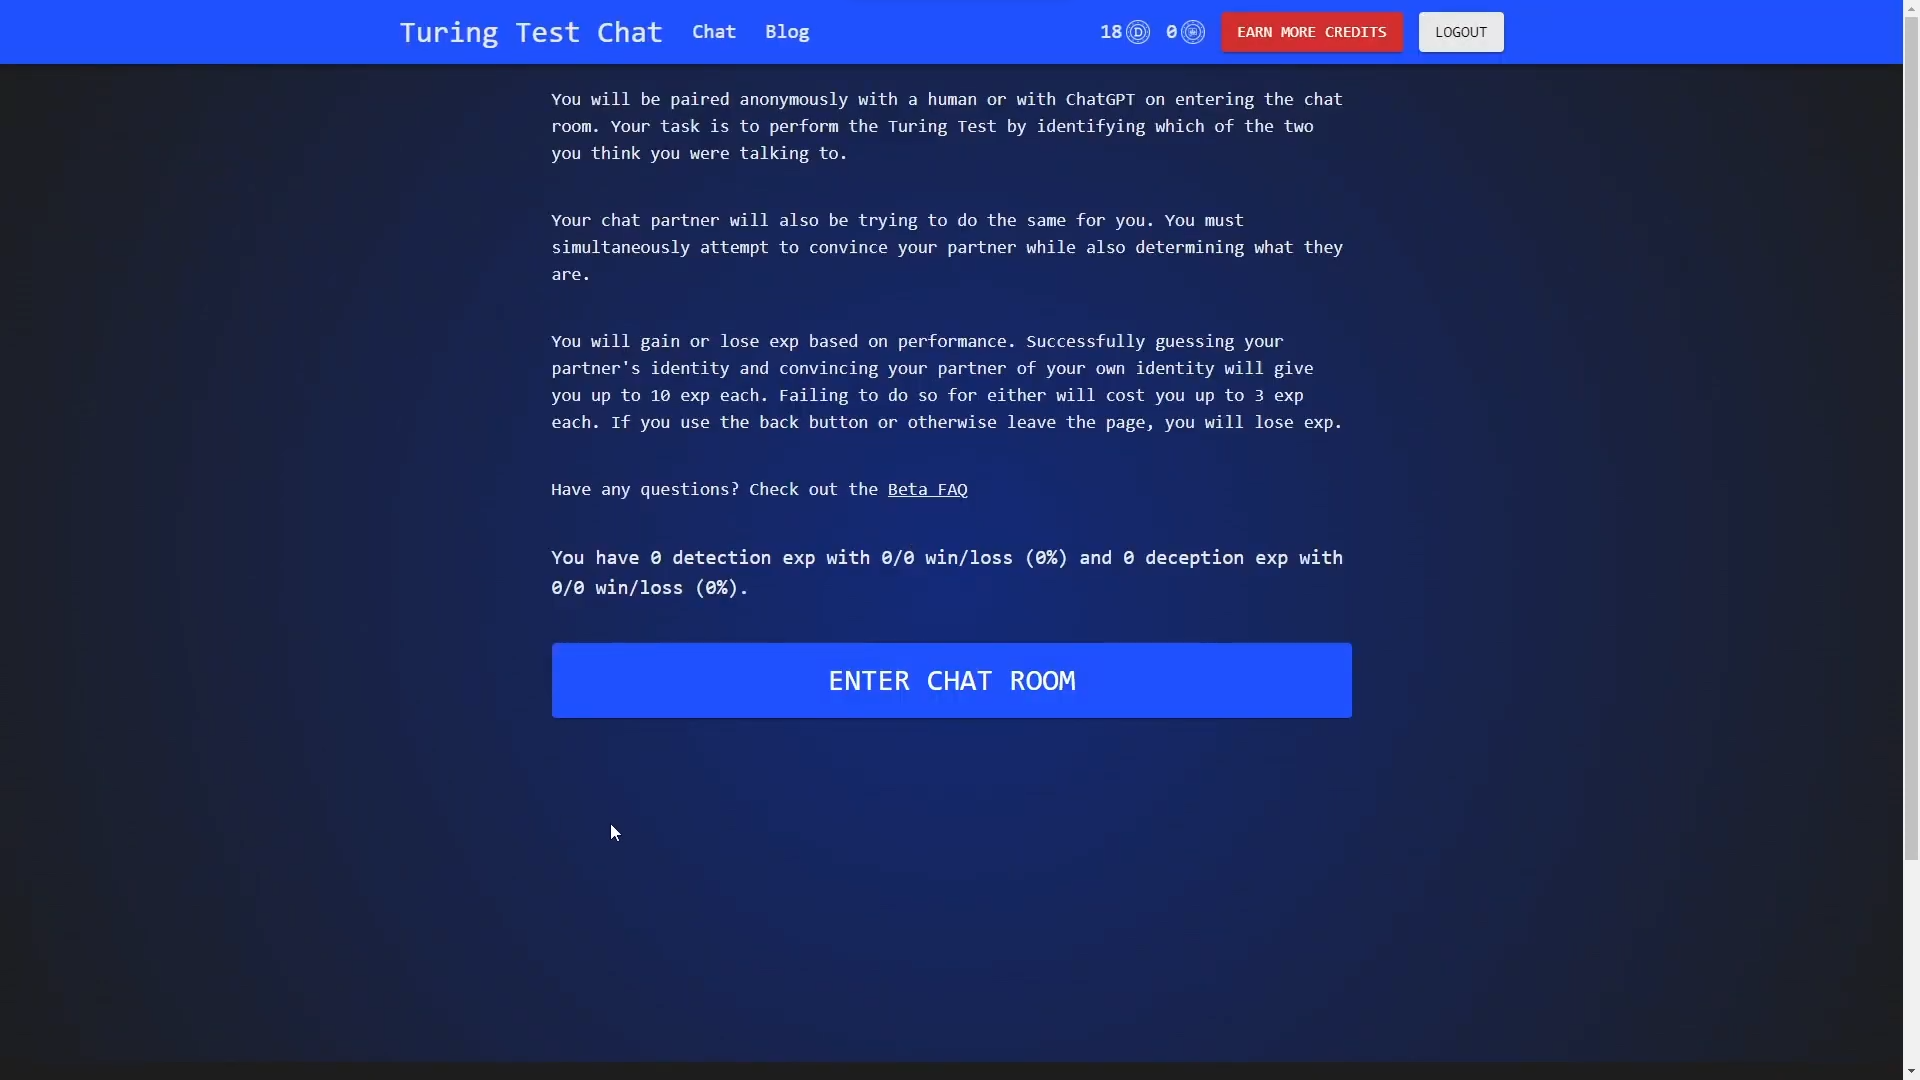 Turing Test Chat Chat Blog 18 D 0 EARN MORE CREDITS LOGOUT
You will be paired anonymously with a human or with ChatGPT on entering the chat
room. Your task is to perform the Turing Test by identifying which of the two
you think you were talking to.
Your chat partner will also be trying to do the same for you. You must
simultaneously attempt to convince your partner while also determining what they
are.
You will gain or lose exp based on performance. Successfully guessing your
partner's identity and convincing your partner of your own identity will give
you up to 10 exp each. Failing to do so for either will cost you up to 3 exp
each. If you use the back button or otherwise leave the page, you will lose exp.
Have any questions? Check out the Beta FAQ
You have 0 detection exp with 0/0 win/loss (0%) and 0 deception exp with
0/0 win/loss (0%).
ENTER CHAT ROOM